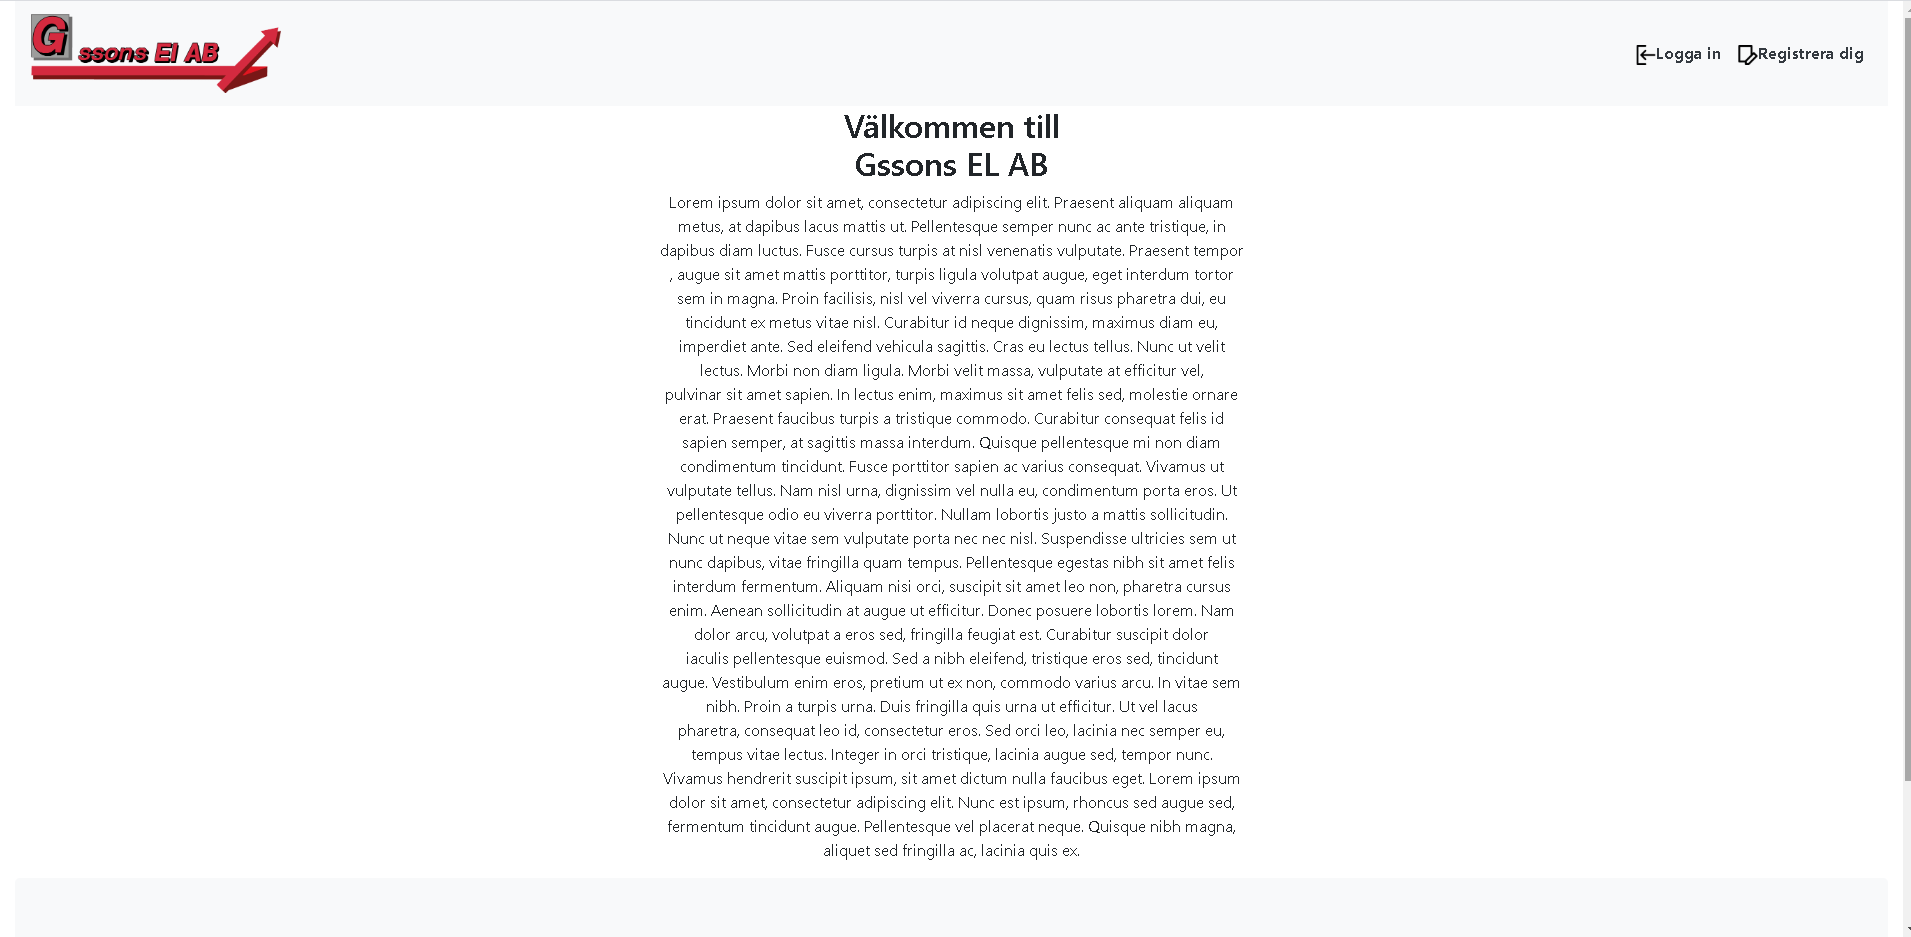 Gssons El AB
Logga in
Registrera dig
Välkommen till
Gssons EL AB
Lorem ipsum dolor sit amet, consectetur adipiscing elit. Praesent aliquam aliquam
metus, at dapibus lacus mattis ut. Pellentesque semper nunc ac ante tristique, in
dapibus diam luctus. Fusce cursus turpis at nisl venenatis vulputate. Praesent tempor
, augue sit amet mattis porttitor, turpis ligula volutpat augue, eget interdum tortor
sem in magna. Proin facilisis, nisl vel viverra cursus, quam risus pharetra dui, eu
tincidunt ex metus vitae nisl. Curabitur id neque dignissim, maximus diam eu,
imperdiet ante. Sed eleifend vehicula sagittis. Cras eu lectus tellus. Nunc ut velit
lectus. Morbi non diam ligula. Morbi velit massa, vulputate at efficitur vel,
pulvinar sit amet sapien. In lectus enim, maximus sit amet felis sed, molestie ornare
erat. Praesent faucibus turpis a tristique commodo. Curabitur consequat felis id
sapien semper, at sagittis massa interdum. Quisque pellentesque mi non diam
condimentum tincidunt. Fusce porttitor sapien ac varius consequat. Vivamus ut
vulputate tellus. Nam nisl urna, dignissim vel nulla eu, condimentum porta eros. Ut
pellentesque odio eu viverra porttitor. Nullam lobortis justo a mattis sollicitudin.
Nunc ut neque vitae sem vulputate porta nec nec nisl. Suspendisse ultricies sem ut
nunc dapibus, vitae fringilla quam tempus. Pellentesque egestas nibh sit amet felis
interdum fermentum. Aliquam nisi orci, suscipit sit amet leo non, pharetra cursus
enim. Aenean sollicitudin at augue ut efficitur. Donec posuere lobortis lorem. Nam
dolor arcu, volutpat a eros sed, fringilla feugiat est. Curabitur suscipit dolor
iaculis pellentesque euismod. Sed a nibh eleifend, tristique eros sed, tincidunt
augue. Vestibulum enim eros, pretium ut ex non, commodo varius arcu. In vitae sem
nibh. Proin a turpis urna. Duis fringilla quis urna ut efficitur. Ut vel lacus
pharetra, consequat leo id, consectetur eros. Sed orci leo, lacinia nec semper eu,
tempus vitae lectus. Integer in orci tristique, lacinia augue sed, tempor nunc.
Vivamus hendrerit suscipit ipsum, sit amet dictum nulla faucibus eget. Lorem ipsum
dolor sit amet, consectetur adipiscing elit. Nunc est ipsum, rhoncus sed augue sed,
fermentum tincidunt augue. Pellentesque vel placerat neque. Quisque nibh magna,
aliquet sed fringilla ac, lacinia quis ex.